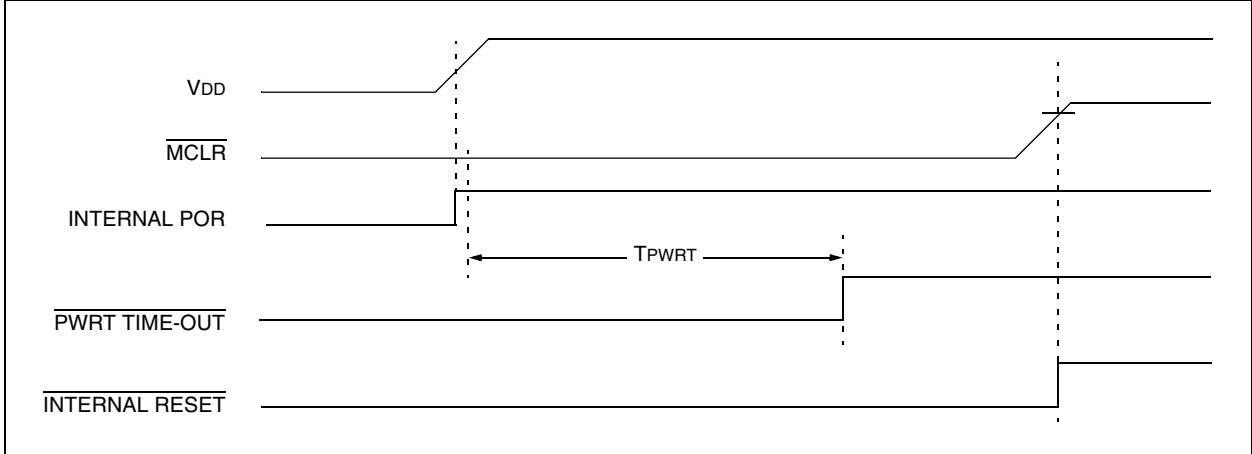 VDD
MCLR
INTERNAL POR
TPWRT
PWRT TIME-OUT
INTERNAL RESET